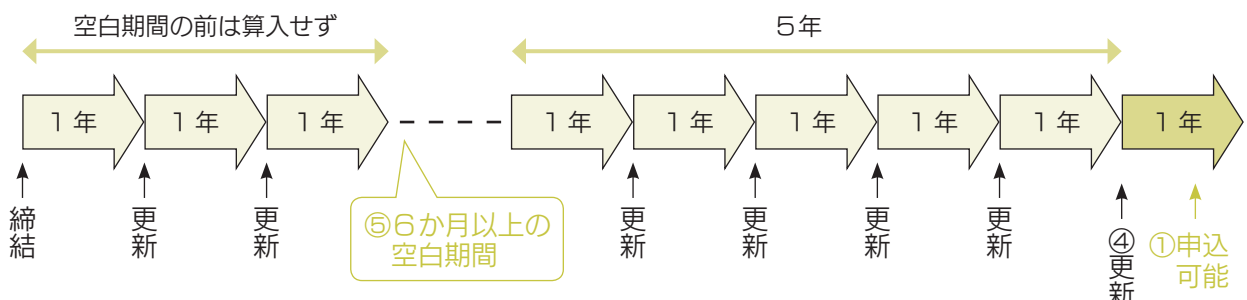 空白期間の前は算入せず
5年
1年
1年
1年
1年
1年
1年
1年
1年
1年
締結
更新
更新
⑤6か月以上の
空白期間
更新
更新
更新
更新
④更新
①申込
可能